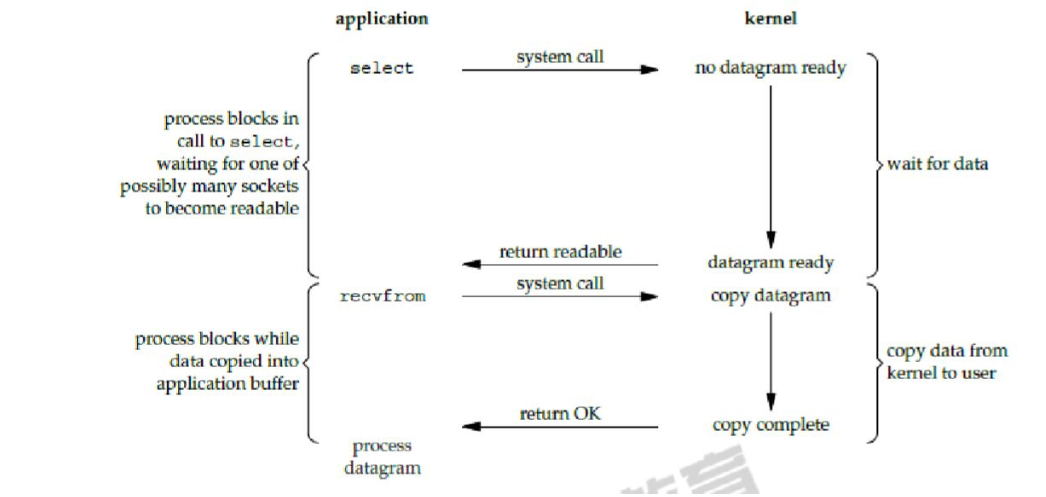 application
kernel
select
system call
no datagram ready
process blocks in
call to select,
waiting for one of
possibly many sockets
to become readable
wait for data
return readable
datagram ready
recvfrom
system call
copy datagram
process blocks while
data copied into
application buffer
copy data from
kernel to user
return OK
copy complete
process
datagram
育